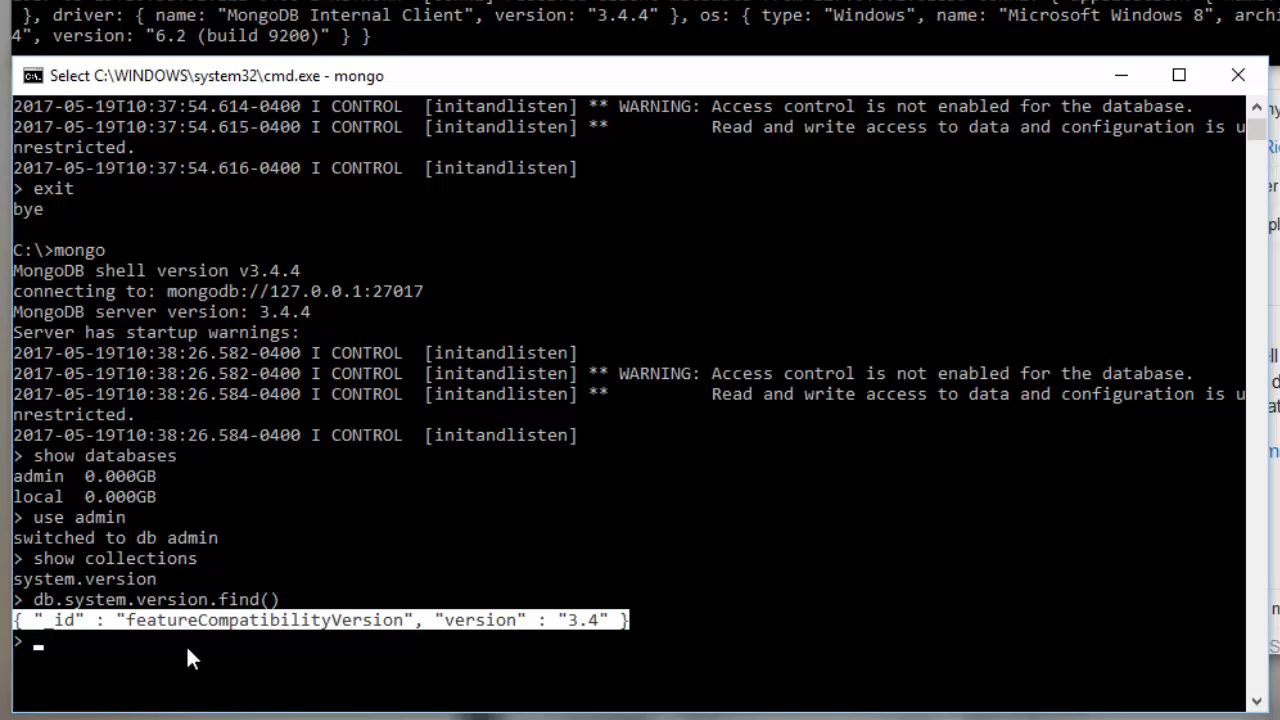 }, driver: { name: "MongoDB Internal Client", version: "3.4.4" }, os: { type: "Windows", name: "Microsoft Windows 8", archi
4", version: "6.2 (build 9200)" } }
Select C:\WINDOWS\system32\cmd.exe - mongo
2017-05-19T10:37:54.614-0400 I CONTROL  [initandlisten] ** WARNING: Access control is not enabled for the database.
2017-05-19T10:37:54.615-0400 I CONTROL  [initandlisten] **          Read and write access to data and configuration is u
nrestricted.
2017-05-19T10:37:54.616-0400 I CONTROL  [initandlisten]
> exit
bye
C:\>mongo
MongoDB shell version v3.4.4
connecting to: mongodb://127.0.0.1:27017
MongoDB server version: 3.4.4
Server has startup warnings:
2017-05-19T10:38:26.582-0400 I CONTROL  [initandlisten]
2017-05-19T10:38:26.582-0400 I CONTROL  [initandlisten] ** WARNING: Access control is not enabled for the database.
2017-05-19T10:38:26.584-0400 I CONTROL  [initandlisten] **          Read and write access to data and configuration is u
nrestricted.
2017-05-19T10:38:26.584-0400 I CONTROL  [initandlisten]
> show databases
admin  0.000GB
local  0.000GB
> use admin
switched to db admin
> show collections
system.version
> db.system.version.find()
{ "_id" : "featureCompatibilityVersion", "version" : "3.4" }
>